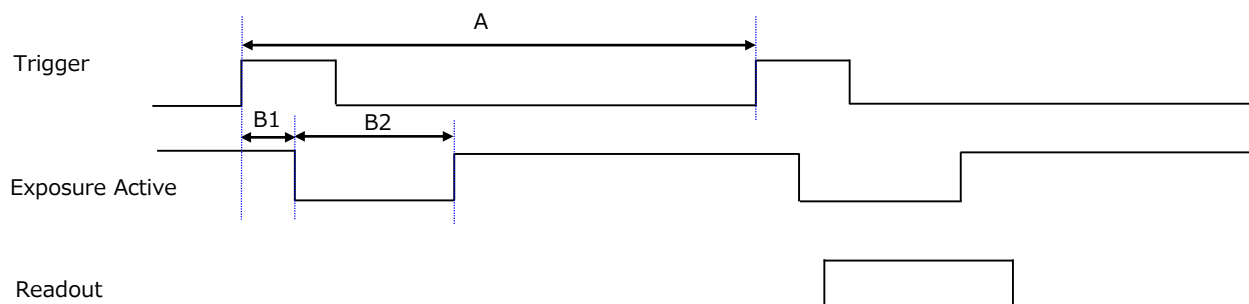 A
Trigger
B1 B2
Exposure Active
Readout